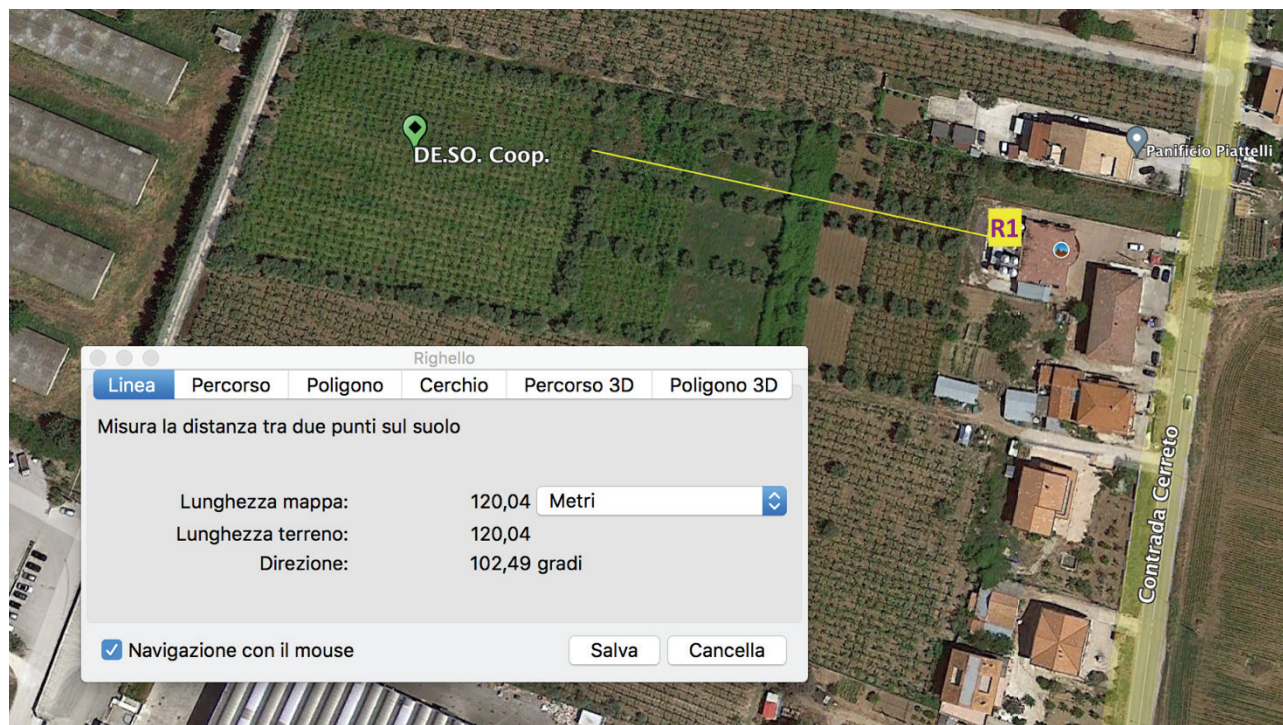 DE.SO. Coop.
Panificio Piattelli
R1
Righello
Linea Percorso Poligono Cerchio Percorso 3D Poligono 3D
Misura la distanza tra due punti sul suolo
Lunghezza mappa: 120,04 Metri
Lunghezza terreno: 120,04
Direzione: 102,49 gradi
Contrada Cerreto
Navigazione con il mouse Salva Cancella